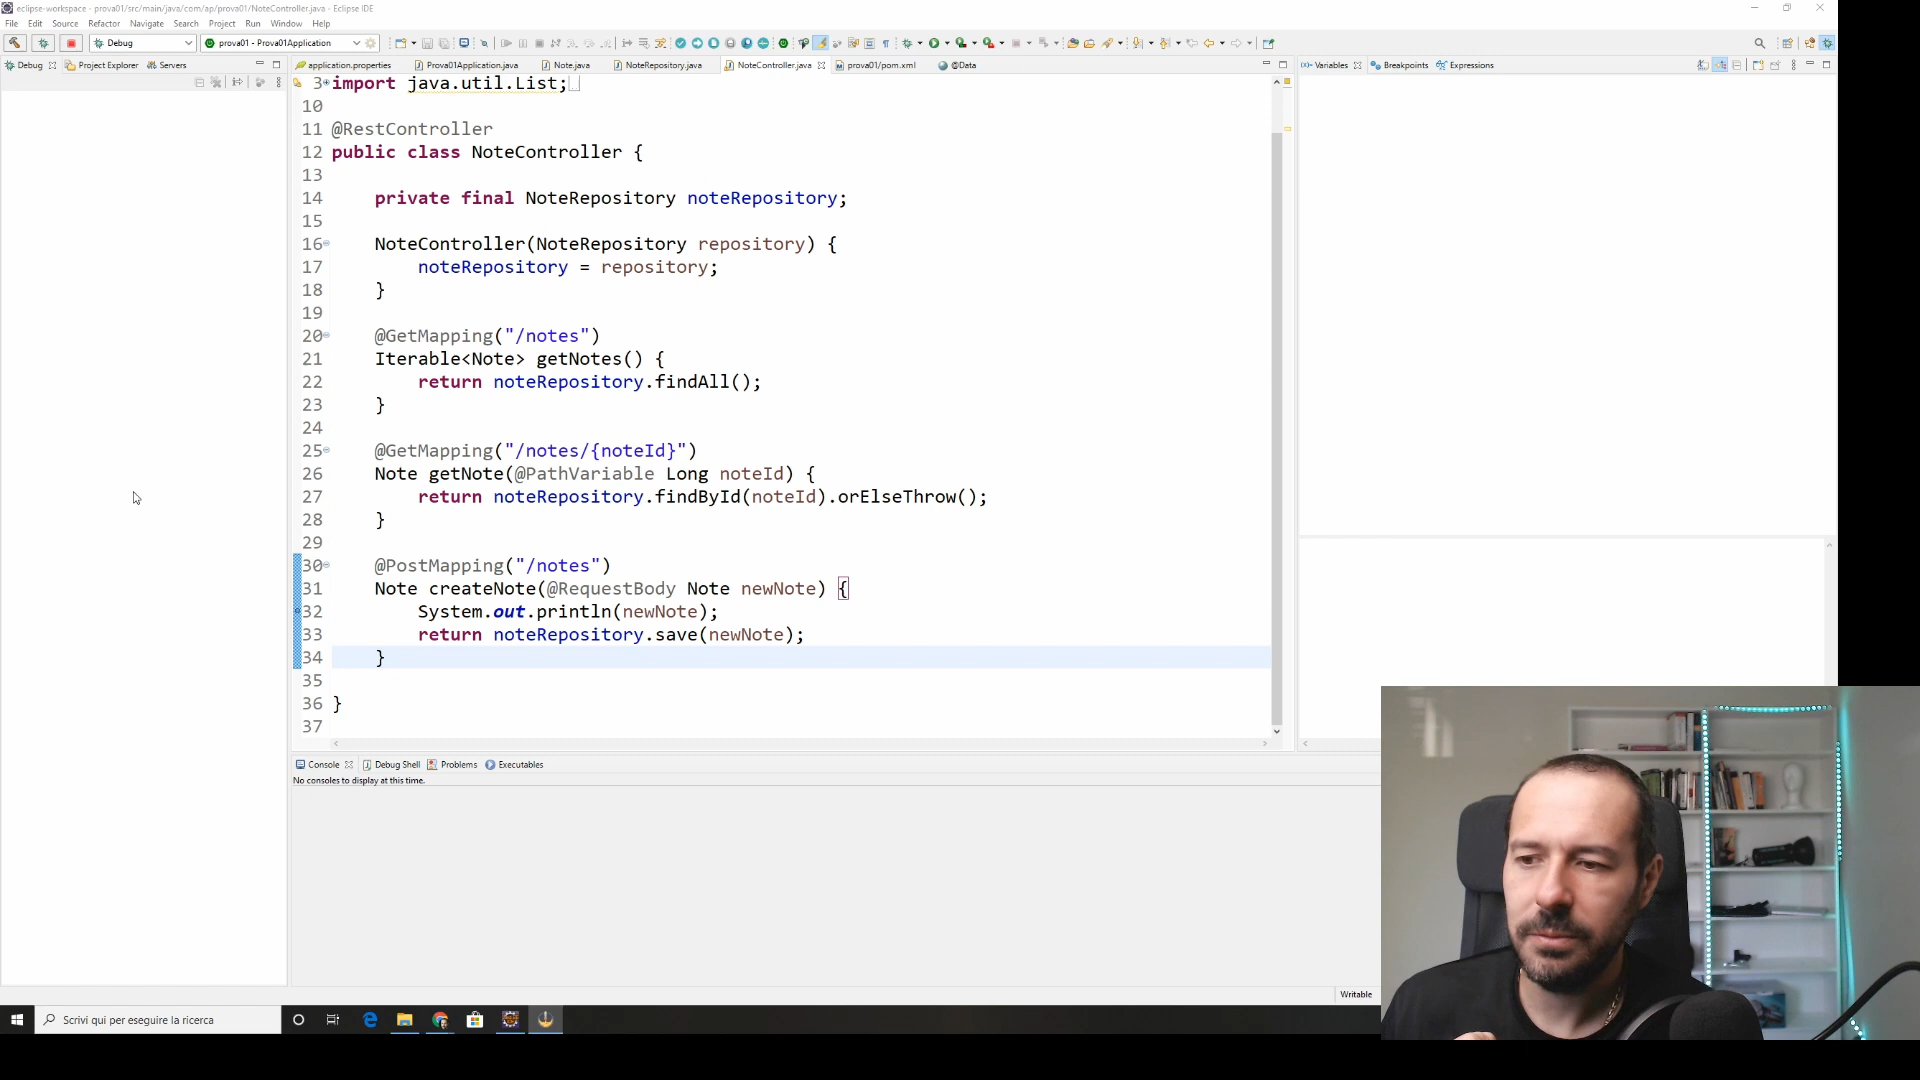 eclipse-workspace - prova01/src/main/java/com/ap/prova01/NoteController.java - Eclipse IDE
File Edit Source Refactor Navigate Search Project Run Window Help
Debug prova01 - Prova01Application
Debug Project Explorer Servers
application.properties Prova01Application.java Note.java NoteRepository.java NoteController.java prova01/pom.xml @Data
Variables Breakpoints Expressions
3 import java.util.List;
10
11 @RestController
12 public class NoteController {
13
14 private final NoteRepository noteRepository;
15
16 NoteController(NoteRepository repository) {
17 noteRepository = repository;
18 }
19
20 @GetMapping("/notes")
21 Iterable<Note> getNotes() {
22 return noteRepository.findAll();
23 }
24
25 @GetMapping("/notes/{noteId}")
26 Note getNote(@PathVariable Long noteId) {
27 return noteRepository.findById(noteId).orElseThrow();
28 }
29
30 @PostMapping("/notes")
31 Note createNote(@RequestBody Note newNote) {
32 System.out.println(newNote);
33 return noteRepository.save(newNote);
34 }
35
36 }
37
Console Debug Shell Problems Executables
No consoles to display at this time.
Writable
Scrivi qui per eseguire la ricerca